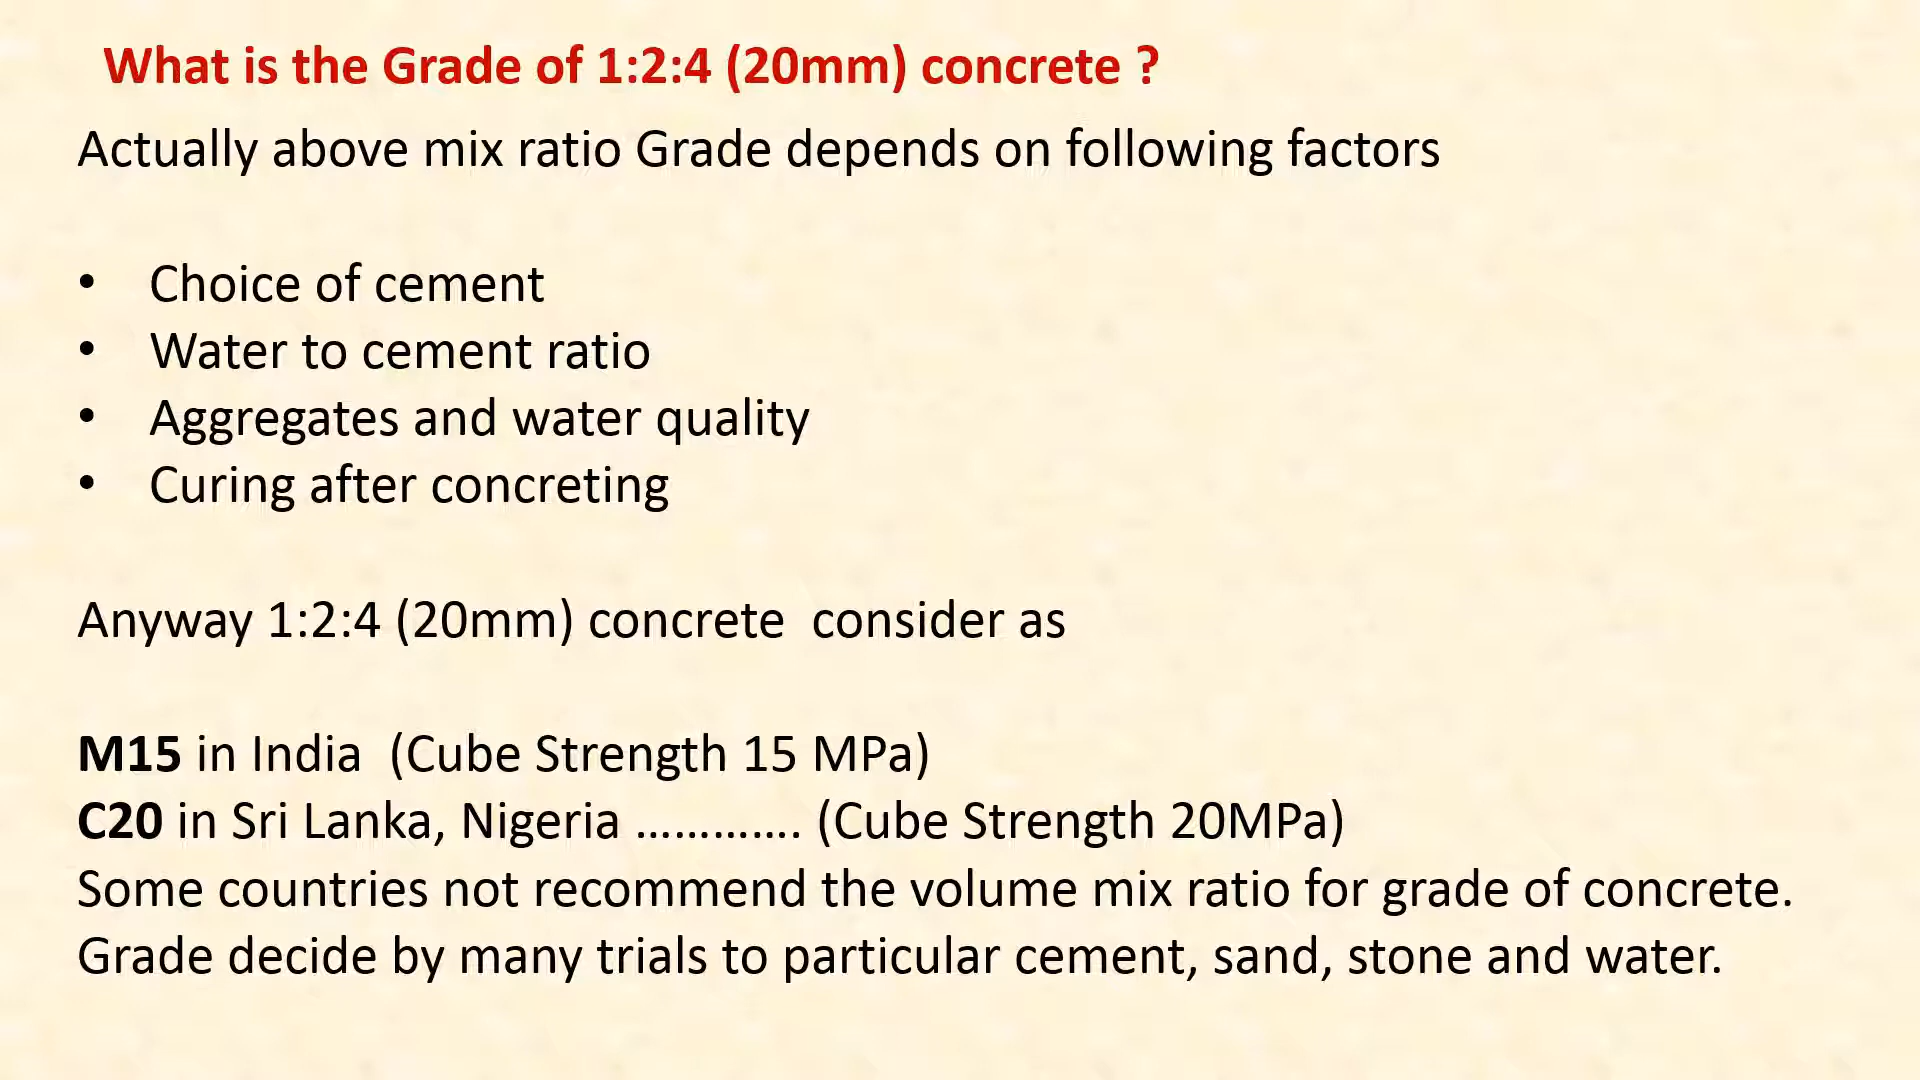 What is the Grade of 1:2:4 (20mm) concrete ?
Actually above mix ratio Grade depends on following factors
• Choice of cement
• Water to cement ratio
• Aggregates and water quality
• Curing after concreting
Anyway 1:2:4 (20mm) concrete  consider as
M15 in India  (Cube Strength 15 MPa)
C20 in Sri Lanka, Nigeria …………. (Cube Strength 20MPa)
Some countries not recommend the volume mix ratio for grade of concrete.
Grade decide by many trials to particular cement, sand, stone and water.